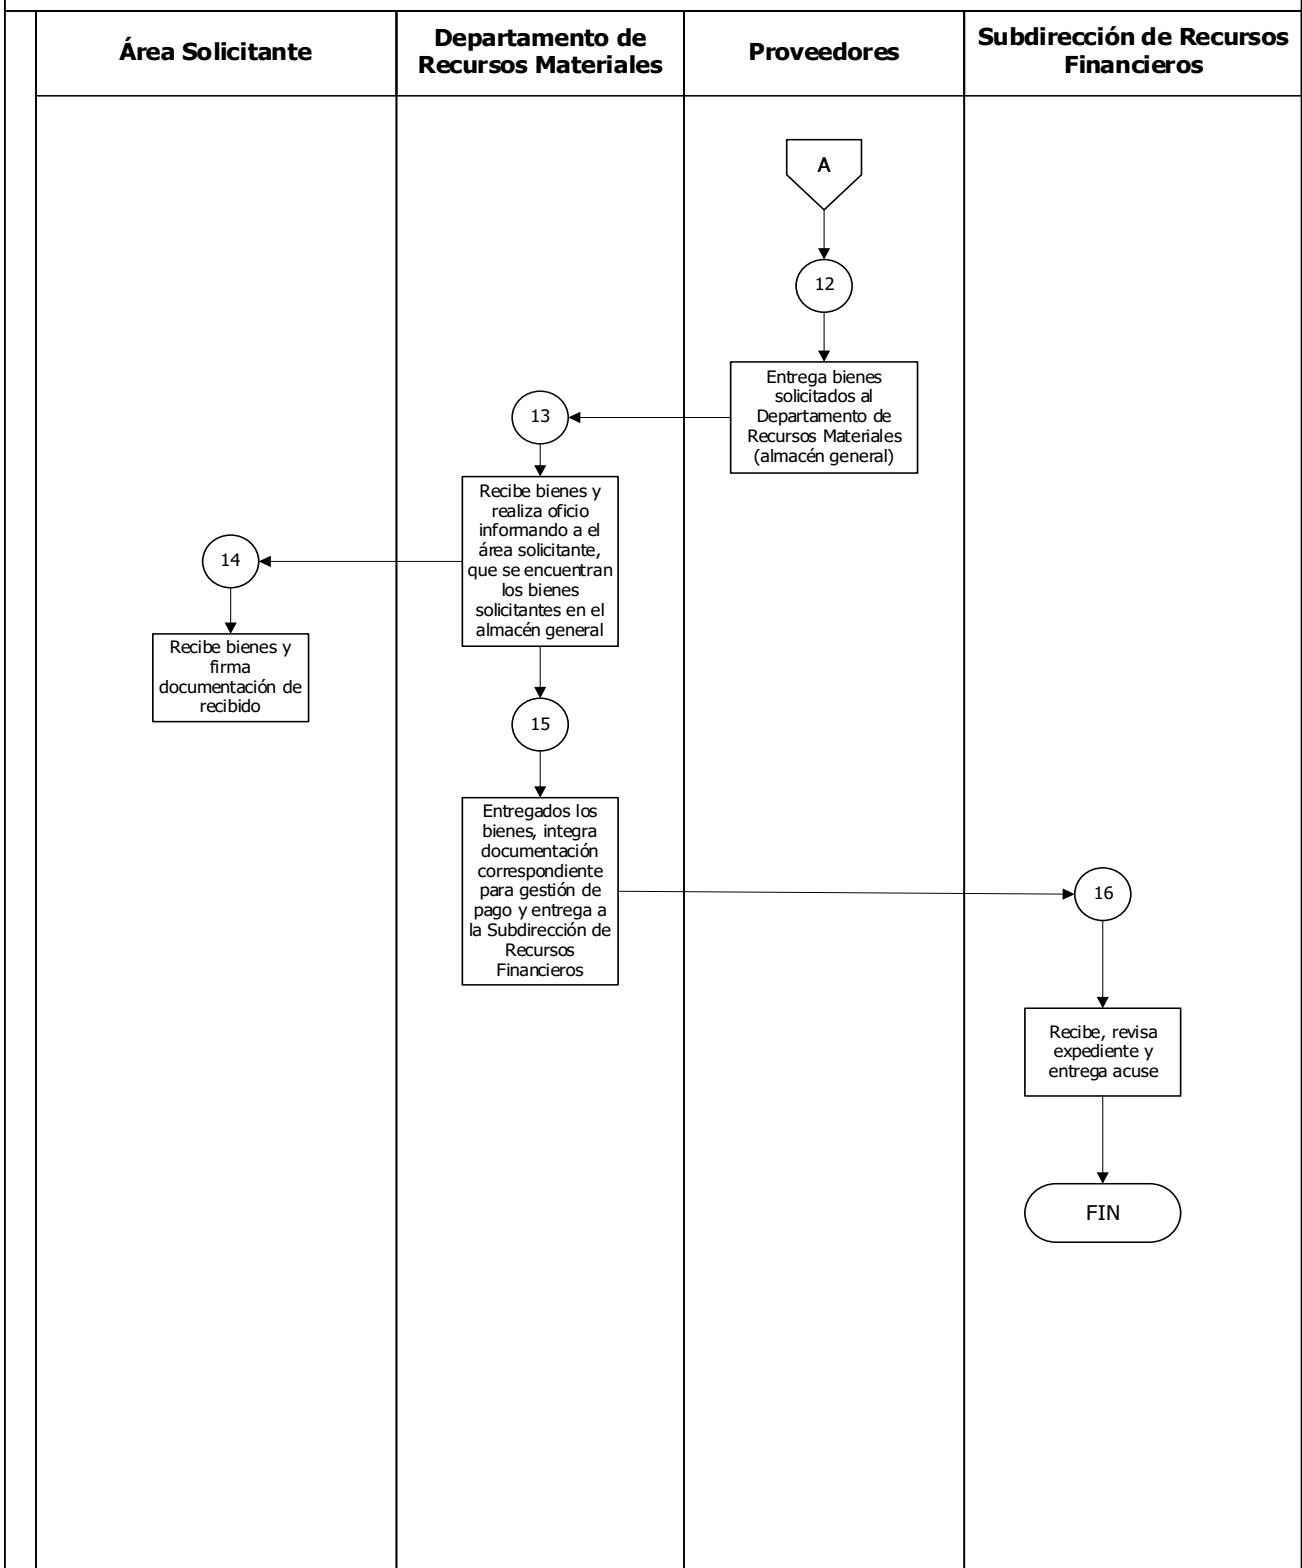 Área Solicitante
Departamento de
Recursos Materiales
Proveedores
Subdirección de Recursos
Financieros
A
12
Entrega bienes
solicitados al
Departamento de
Recursos Materiales
(almacén general)
13
Recibe bienes y
realiza oficio
informando a el
área solicitante,
que se encuentran
los bienes
solicitantes en el
almacén general
14
Recibe bienes y
firma
documentación de
recibido
15
Entregados los
bienes, integra
documentación
correspondiente
para gestión de
pago y entrega a
la Subdirección de
Recursos
Financieros
16
Recibe, revisa
expediente y
entrega acuse
FIN